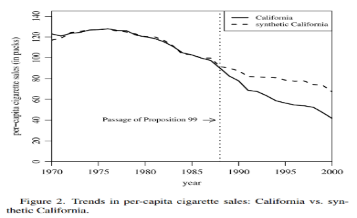 California
synthetic California
per-capita cigarette sales (in packs)
0 20 40 60 80 100 120 140
Passage of Proposition 99
1970 1975 1980 1985 1990 1995 2000
year
Figure 2. Trends in per-capita cigarette sales: California vs. syn-
thetic California.